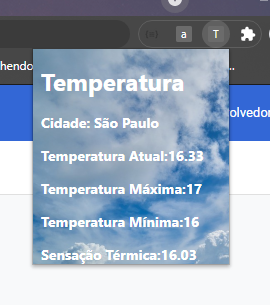 a T
hendo
..
olvedor
Temperatura
Cidade: São Paulo
Temperatura Atual:16.33
Temperatura Máxima:17
Temperatura Mínima:16
Sensação Térmica:16.03